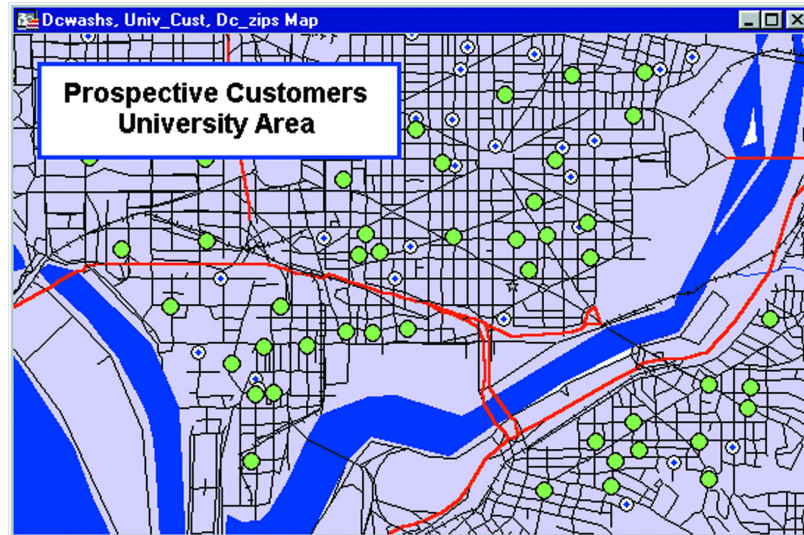 Dcwashs, Univ_Cust, Dc_zips Map
Prospective Customers
University Area